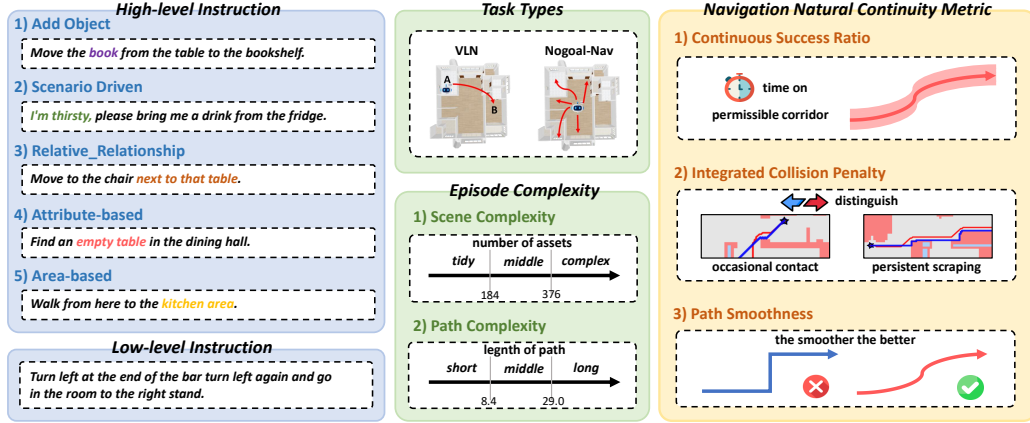 High-level Instruction
1) Add Object
Move the book from the table to the bookshelf.
2) Scenario Driven
I'm thirsty, please bring me a drink from the fridge.
3) Relative_Relationship
Move to the chair next to that table.
4) Attribute-based
Find an empty table in the dining hall.
5) Area-based
Walk from here to the kitchen area.
Low-level Instruction
Turn left at the end of the bar turn left again and go
in the room to the right stand.
Task Types
VLN
Nogoal-Nav
A
B
Episode Complexity
1) Scene Complexity
number of assets
tidy middle complex
184 376
2) Path Complexity
legnth of path
short middle long
8.4 29.0
Navigation Natural Continuity Metric
1) Continuous Success Ratio
time on
permissible corridor
2) Integrated Collision Penalty
distinguish
occasional contact
persistent scraping
3) Path Smoothness
the smoother the better